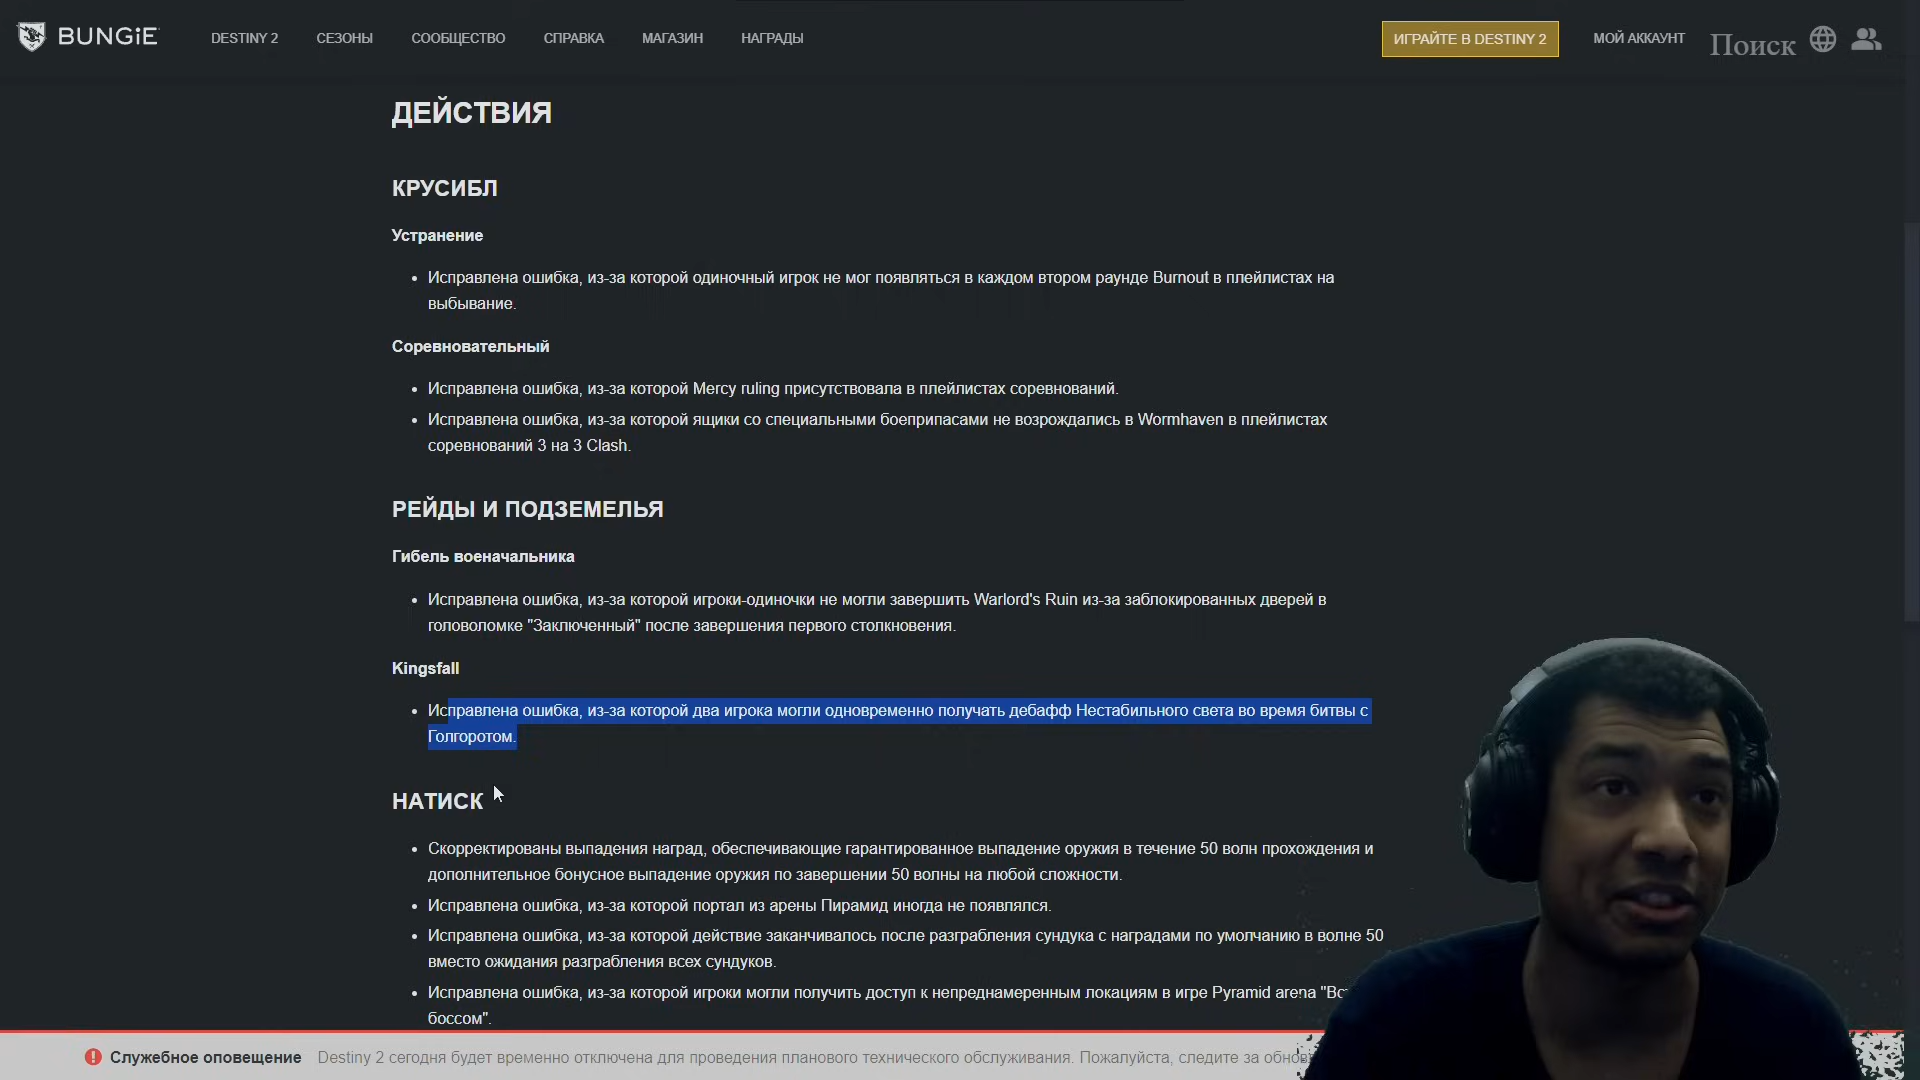 BUNGiE
DESTINY 2
СЕЗОНЫ
СООБЩЕСТВО
СПРАВКА
МАГАЗИН
НАГРАДЫ
ИГРАЙТЕ В DESTINY 2
МОЙ АККАУНТ
Поиск
ДЕЙСТВИЯ
КРУСИБЛ
Устранение
Исправлена ошибка, из-за которой одиночный игрок не мог появляться в каждом втором раунде Burnout в плейлистах на
выбывание.
Соревновательный
Исправлена ошибка, из-за которой Mercy ruling присутствовала в плейлистах соревнований.
Исправлена ошибка, из-за которой ящики со специальными боеприпасами не возрождались в Wormhaven в плейлистах
соревнований 3 на 3 Clash.
РЕЙДЫ И ПОДЗЕМЕЛЬЯ
Гибель военачальника
Исправлена ошибка, из-за которой игроки-одиночки не могли завершить Warlord's Ruin из-за заблокированных дверей в
головоломке "Заключенный" после завершения первого столкновения.
Kingsfall
Исправлена ошибка, из-за которой два игрока могли одновременно получать дебафф Нестабильного света во время битвы с
Голгоротом.
НАТИСК
Скорректированы выпадения наград, обеспечивающие гарантированное выпадение оружия в течение 50 волн прохождения и
дополнительное бонусное выпадение оружия по завершении 50 волны на любой сложности.
Исправлена ошибка, из-за которой портал из арены Пирамид иногда не появлялся.
Исправлена ошибка, из-за которой действие заканчивалось после разграбления сундука с наградами по умолчанию в волне 50
вместо ожидания разграбления всех сундуков.
Исправлена ошибка, из-за которой игроки могли получить доступ к непреднамеренным локациям в игре Pyramid arena
боссом".
Служебное оповещение Destiny 2 сегодня будет временно отключена для проведения планового технического обслуживания. Пожалуйста, следите за